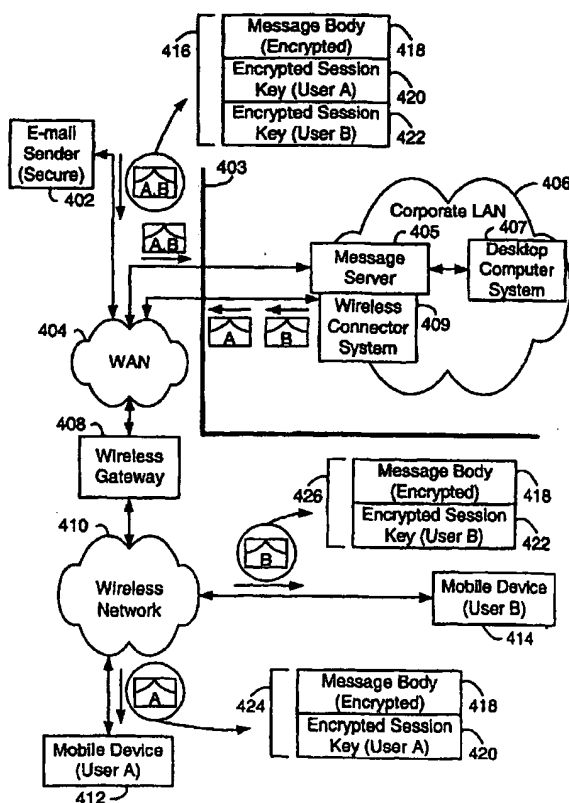 416
Message Body
(Encrypted)
418
Encrypted Session
Key (User A)
420
Encrypted Session
Key (User B)
422
E-mail
Sender
(Secure)
402
A,B
403
A,B
406
Corporate LAN
405
407
Message
Server
Desktop
Computer
System
Wireless
Connector
System
409
A
B
404
WAN
408
Wireless
Gateway
410
Wireless
Network
426
Message Body
(Encrypted)
418
Encrypted Session
Key (User B)
422
B
Mobile Device
(User B)
414
A
424
Message Body
(Encrypted)
418
Encrypted Session
Key (User A)
420
Mobile Device
(User A)
412